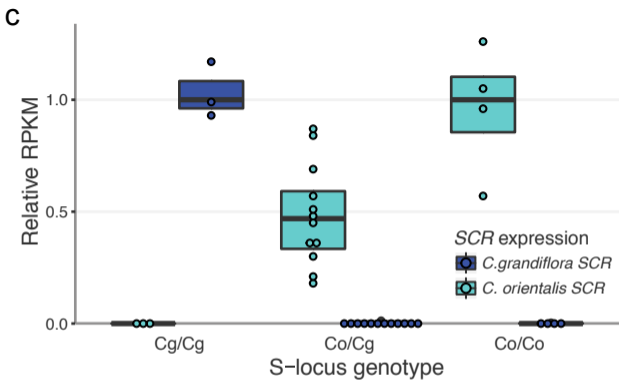 c
Relative RPKM
1.0
0.5
0.0
SCR expression
C.grandiflora SCR
C. orientalis SCR
Cg/Cg Co/Cg Co/Co
S-locus genotype